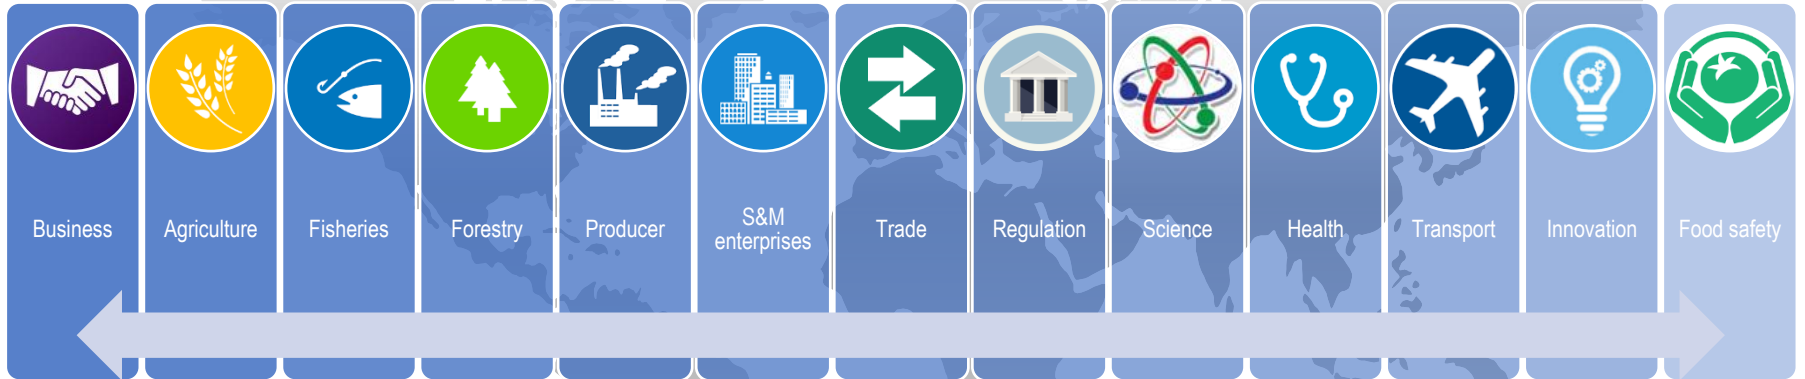 Business
Agriculture
Fisheries
Forestry
Producer
S&M
enterprises
Trade
Regulation
Science
Health
Transport
Innovation
Food safety